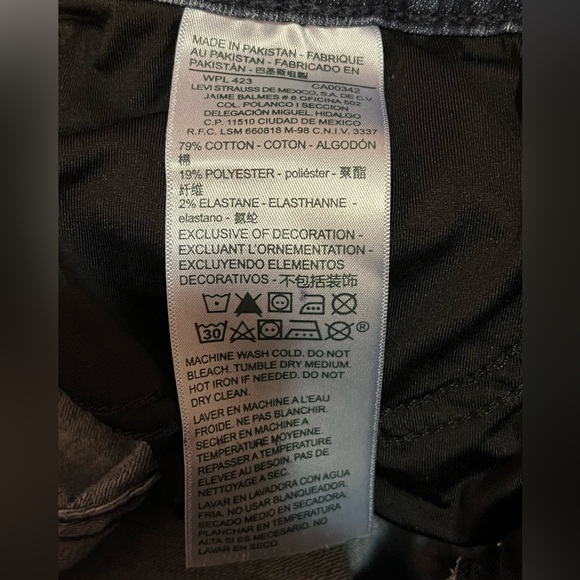 MADE IN PAKISTAN - FABRIQUE
AU PAKISTAN - FABRICADO EN
PAKISTÁN - 巴基斯坦製
WPL 423 CA00342
LEVI STRAUSS DE MEXICO, S.A. DE C.V.
JAIME BALMES # 8 OFICINA 502
COL. POLANCO I SECCION
DELEGACIÓN MIGUEL HIDALGO
C.P. 11510 CIUDAD DE MEXICO
R.F.C. LSM 660818 M-98 C.N.I.V. 3337
79% COTTON - COTON - ALGODÓN
棉
19% POLYESTER - poliéster - 聚酯
纤维
2% ELASTANE - ELASTHANNE -
elastano - 氨纶
EXCLUSIVE OF DECORATION -
EXCLUANT L'ORNEMENTATION -
EXCLUYENDO ELEMENTOS
DECORATIVOS - 不包括装饰
30 ®
MACHINE WASH COLD. DO NOT
BLEACH. TUMBLE DRY MEDIUM.
HOT IRON IF NEEDED. DO NOT
DRY CLEAN.
LAVER EN MACHINE A L'EAU
FROIDE. NE PAS BLANCHIR.
SECHER EN MACHINE A
TEMPERATURE MOYENNE.
REPASSER A TEMPERATURE
ELEVEE AU BESOIN. PAS DE
NETTOYAGE A SEC.
LAVAR EN LAVADORA CON AGUA
FRIA. NO USAR BLANQUEADOR.
SECADO MEDIO EN SECADORA.
PLANCHAR EN TEMPERATURA
ALTA SI ES NECESARIO. NO
LAVAR EN SECO.